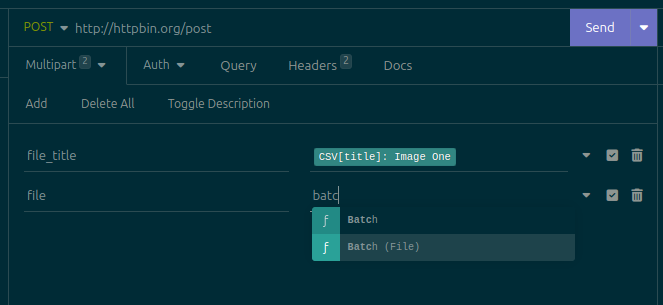 POST http://httpbin.org/post Send
Multipart 2 Auth Query Headers 2 Docs
Add Delete All Toggle Description
file_title CSV[title]: Image One
file batc
ƒ Batch
ƒ Batch (File)